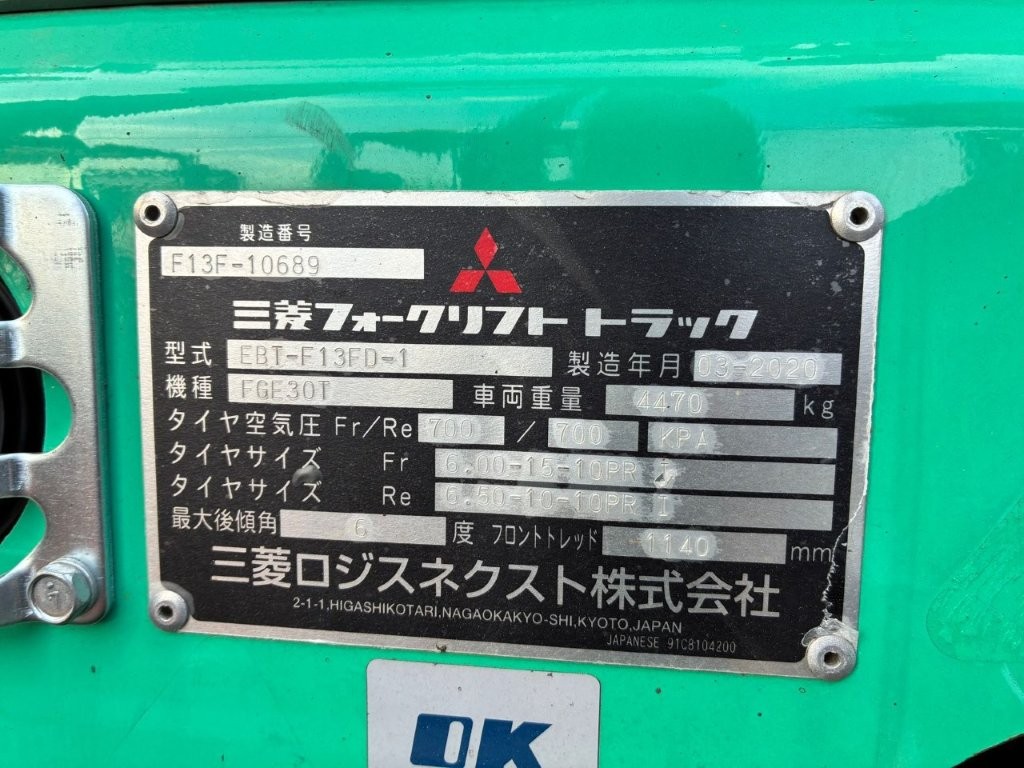 製造番号
F13F-10689
三菱フォークリフト トラック
型式 EBT-F13FD-1 製造年月 03-2020
機種 FGE30T 車両重量 4470 kg
タイヤ空気圧 Fr/Re 700 / 700 KPA
タイヤサイズ Fr 6.00-15-10PR I
タイヤサイズ Re 6.50-10-10PR I
最大後傾角 6 度 フロントトレッド 1140 mm
三菱ロジスネクスト株式会社
2-1-1,HIGASHIKOTARI,NAGAOKAKYO-SHI,KYOTO,JAPAN
JAPANESE 91C8104200
OK